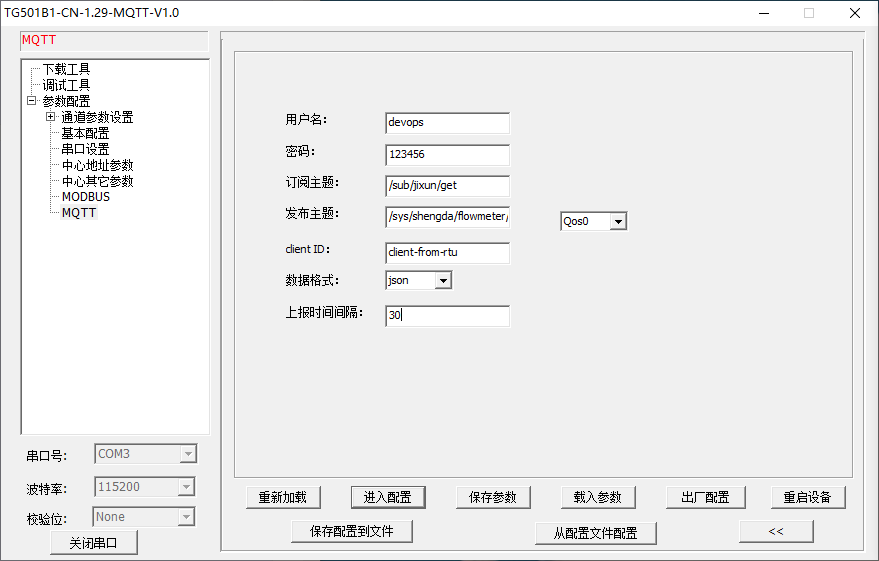 TG501B1-CN-1.29-MQTT-V1.0
MQTT
下载工具
调试工具
参数配置
通道参数设置
基本配置
串口设置
中心地址参数
中心其它参数
MODBUS
MQTT
串口号: COM3
波特率: 115200
校验位: None
关闭串口
用户名: devops
密码: 123456
订阅主题: /sub/jixun/get
发布主题: /sys/shengda/flowmeter/ Qos0
client ID: client-from-rtu
数据格式: json
上报时间间隔: 30
重新加载 进入配置 保存参数 载入参数 出厂配置 重启设备
保存配置到文件 从配置文件配置 <<